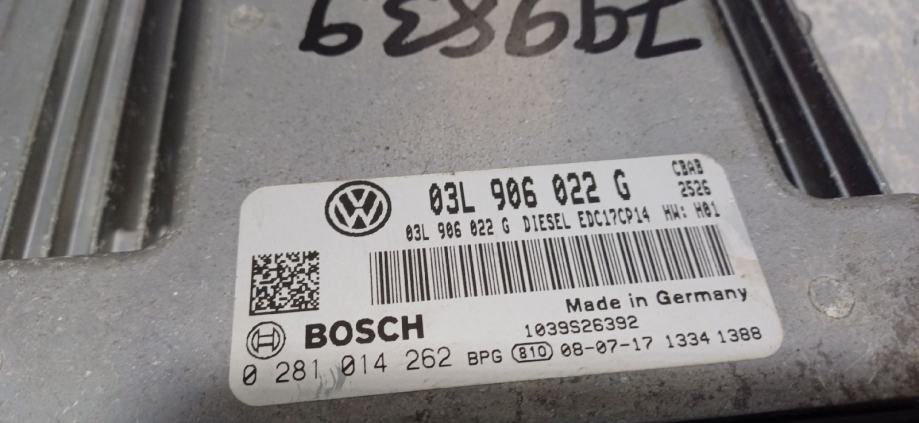 799839
03L 906 022 G
CBAB
2526
03L 906 022 G DIESEL EDC17CP14 HW: H01
Made in Germany
BOSCH
1039S26392
0 281 014 262 BPG 810 08-07-17 1334 1388